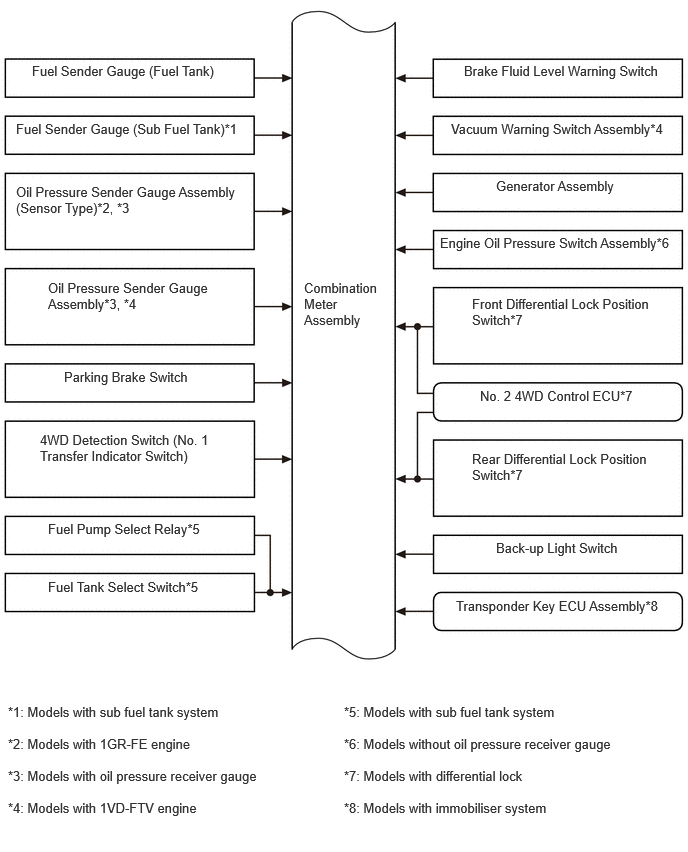 Fuel Sender Gauge (Fuel Tank)
Fuel Sender Gauge (Sub Fuel Tank)*1
Oil Pressure Sender Gauge Assembly
(Sensor Type)*2, *3
Oil Pressure Sender Gauge
Assembly*3, *4
Parking Brake Switch
4WD Detection Switch (No. 1
Transfer Indicator Switch)
Fuel Pump Select Relay*5
Fuel Tank Select Switch*5
Combination
Meter
Assembly
Brake Fluid Level Warning Switch
Vacuum Warning Switch Assembly*4
Generator Assembly
Engine Oil Pressure Switch Assembly*6
Front Differential Lock Position
Switch*7
No. 2 4WD Control ECU*7
Rear Differential Lock Position
Switch*7
Back-up Light Switch
Transponder Key ECU Assembly*8
*1: Models with sub fuel tank system
*2: Models with 1GR-FE engine
*3: Models with oil pressure receiver gauge
*4: Models with 1VD-FTV engine
*5: Models with sub fuel tank system
*6: Models without oil pressure receiver gauge
*7: Models with differential lock
*8: Models with immobiliser system